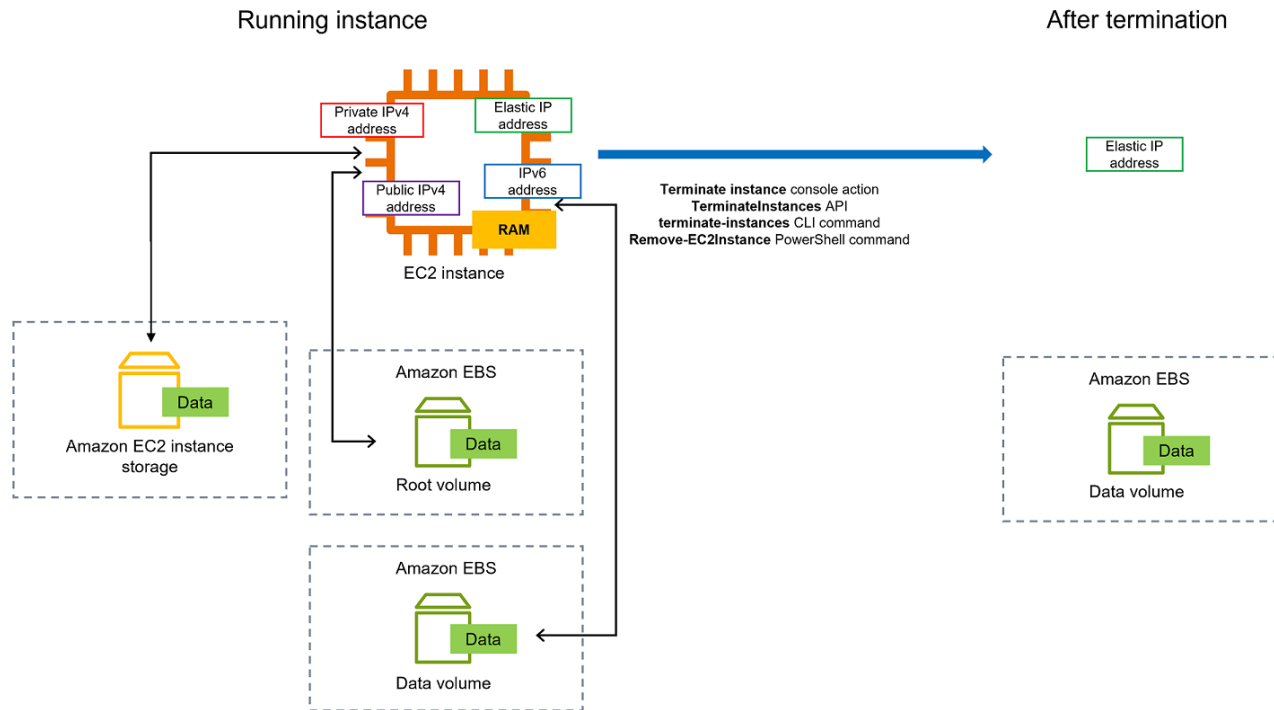 Running instance
After termination
Private IPv4
address
Elastic IP
address
Public IPv4
address
IPv6
address
RAM
EC2 instance
Terminate instance console action
TerminateInstances API
terminate-instances CLI command
Remove-EC2Instance PowerShell command
Elastic IP
address
Data
Amazon EC2 instance
storage
Amazon EBS
Data
Root volume
Amazon EBS
Data
Data volume
Amazon EBS
Data
Data volume